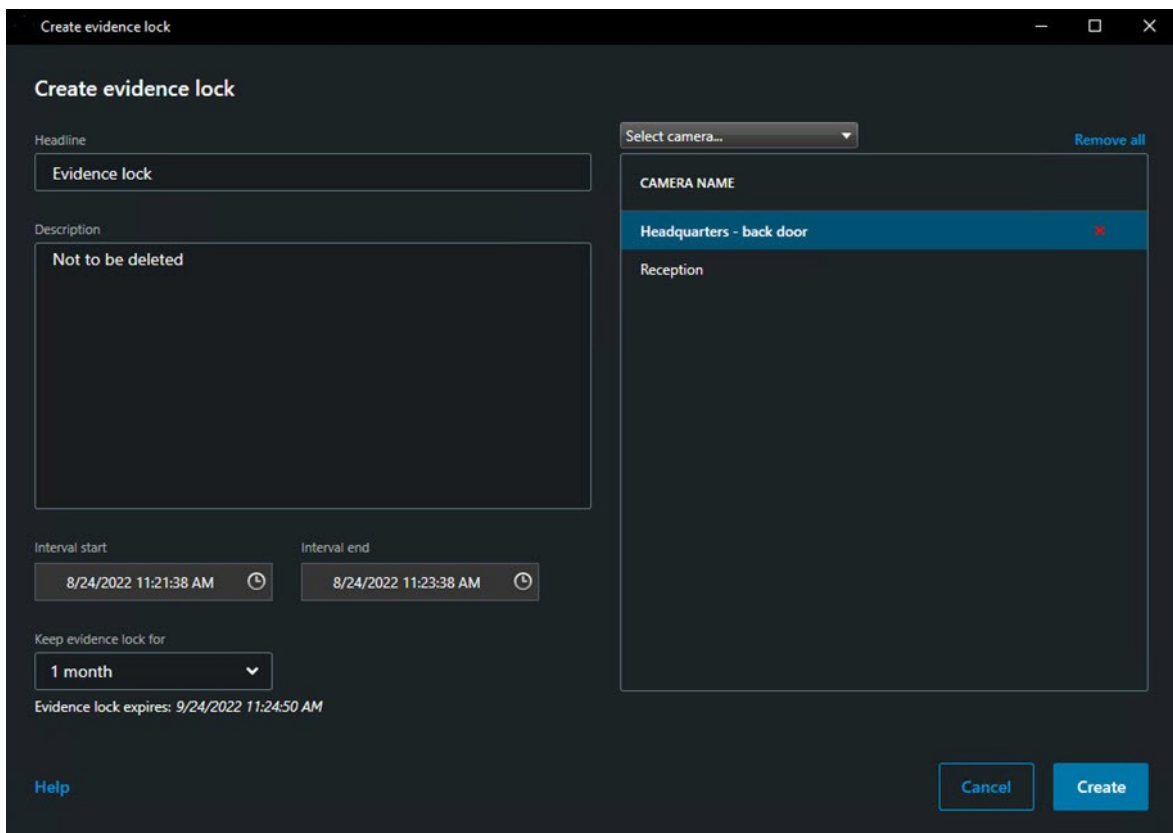 Create evidence lock
Create evidence lock
Headline
Evidence lock
Description
Not to be deleted
Interval start
Interval end
8/24/2022 11:21:38 AM
8/24/2022 11:23:38 AM
Keep evidence lock for
1 month
Evidence lock expires: 9/24/2022 11:24:50 AM
Select camera...
Remove all
CAMERA NAME
Headquarters - back door
Reception
Help
Cancel
Create